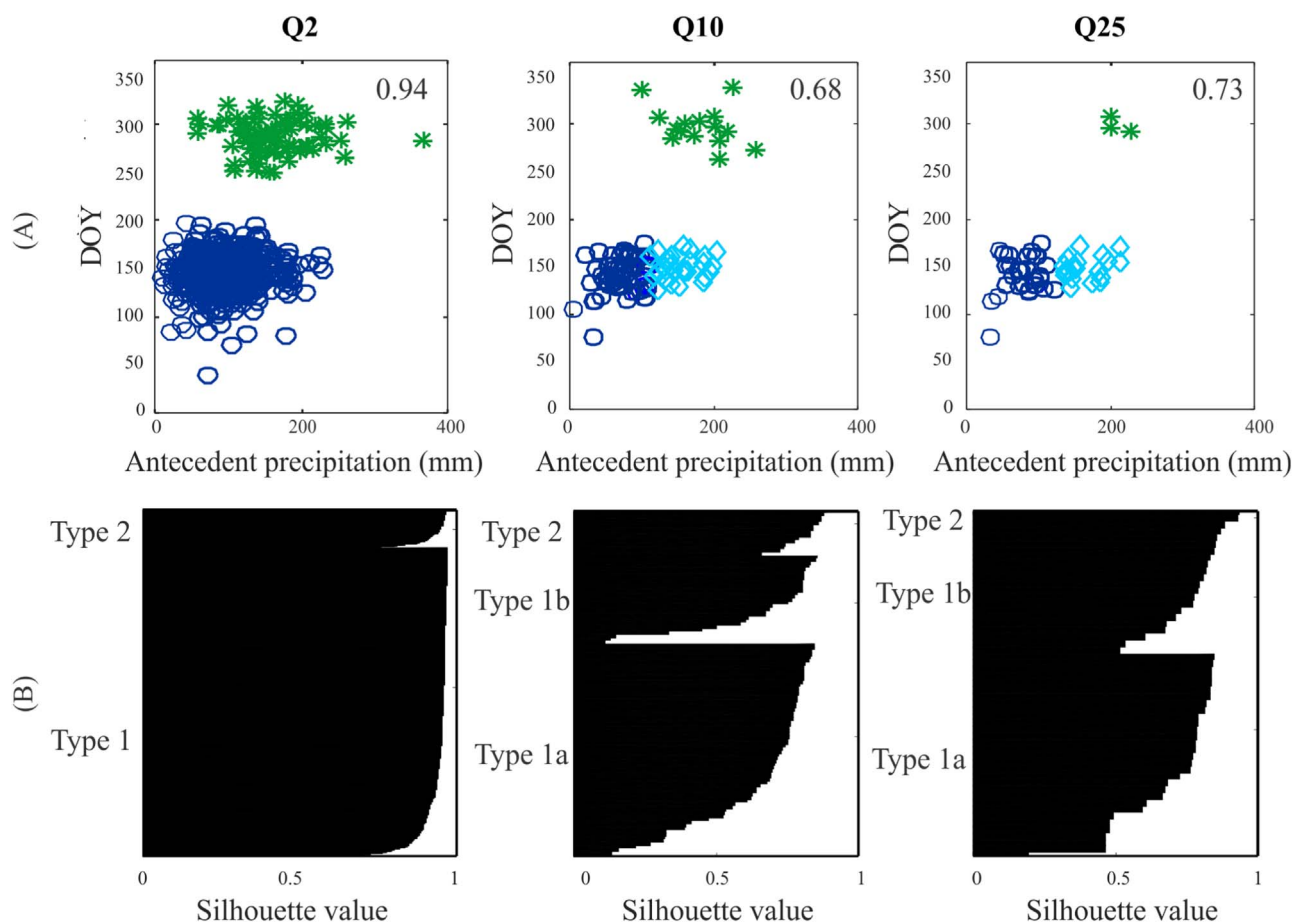 Q2 Q10 Q25
(A)
DOY
350
300
250
200
150
100
50
0
0.94
0 200 400
Antecedent precipitation (mm)
DOY
350
300
250
200
150
100
50
0
0.68
0 200 400
Antecedent precipitation (mm)
DOY
350
300
250
200
150
100
50
0
0.73
0 200 400
Antecedent precipitation (mm)
(B)
Type 2
Type 1
0 0.5 1
Silhouette value
Type 2
Type 1b
Type 1a
0 0.5 1
Silhouette value
Type 2
Type 1b
Type 1a
0 0.5 1
Silhouette value